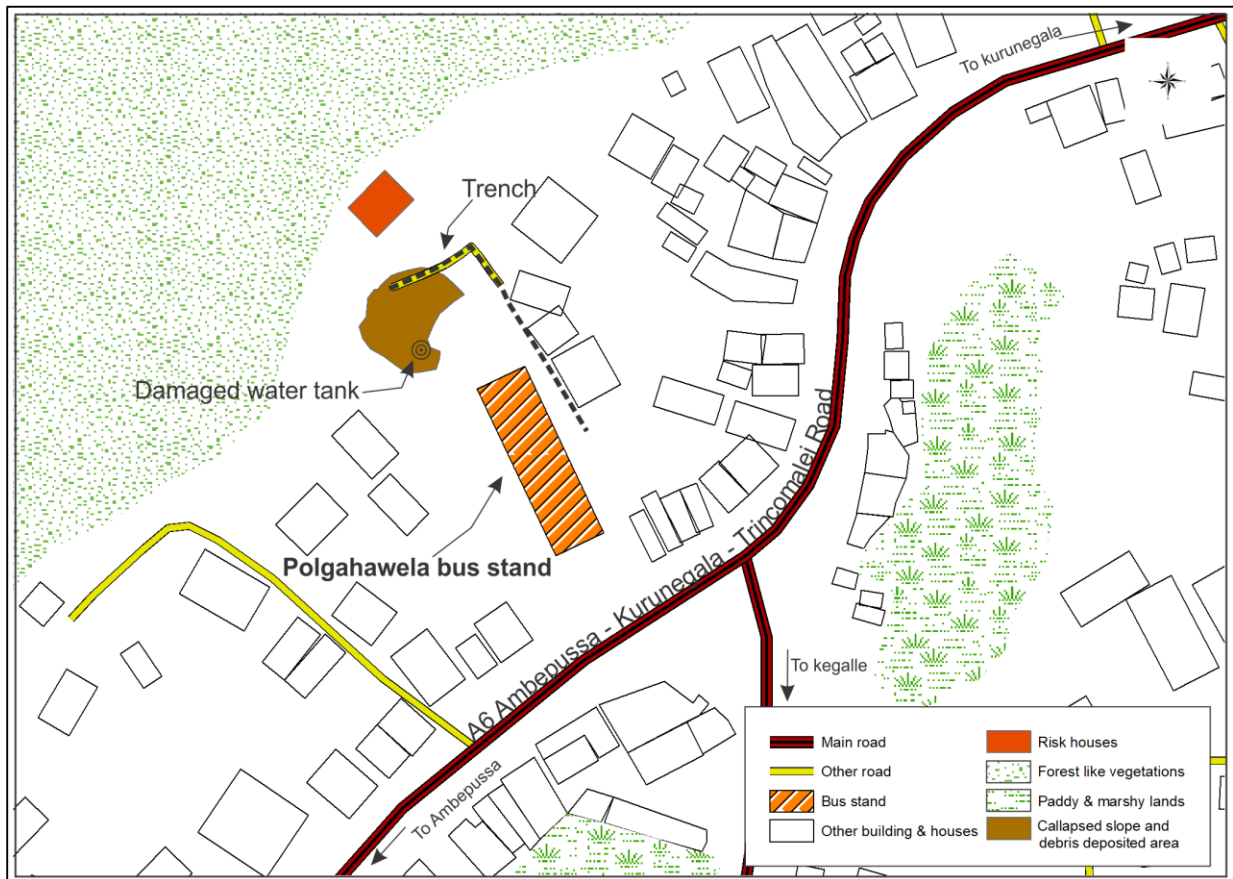 To kurunegala
Trench
Damaged water tank
A6 Ambepussa - Kurunegala - Trincomalei Road
Polgahawela bus stand
To kegalle
To Ambepussa
Main road
Other road
Bus stand
Other building & houses
Risk houses
Forest like vegetations
Paddy & marshy lands
Callapsed slope and
debris deposited area